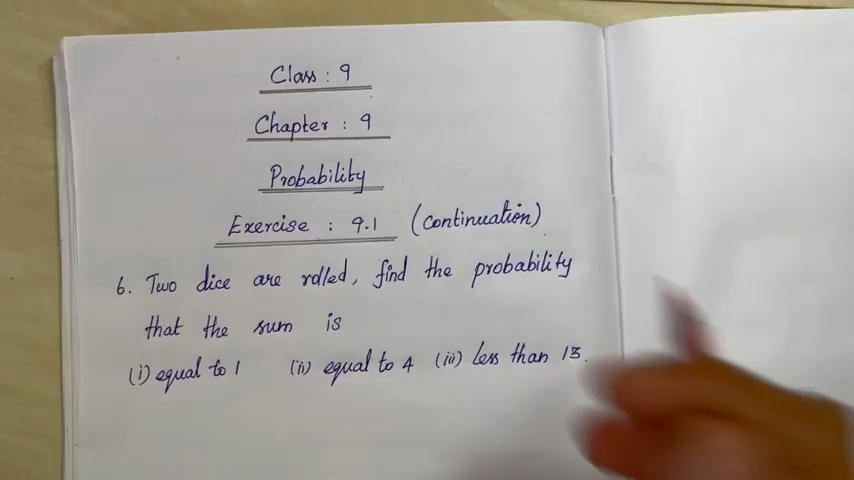 Class : 9
Chapter : 9
Probability
Exercise : 9.1 (continuation)
6. Two dice are rolled, find the probability
that the sum is
(i) equal to 1 (ii) equal to 4 (iii) less than 13.